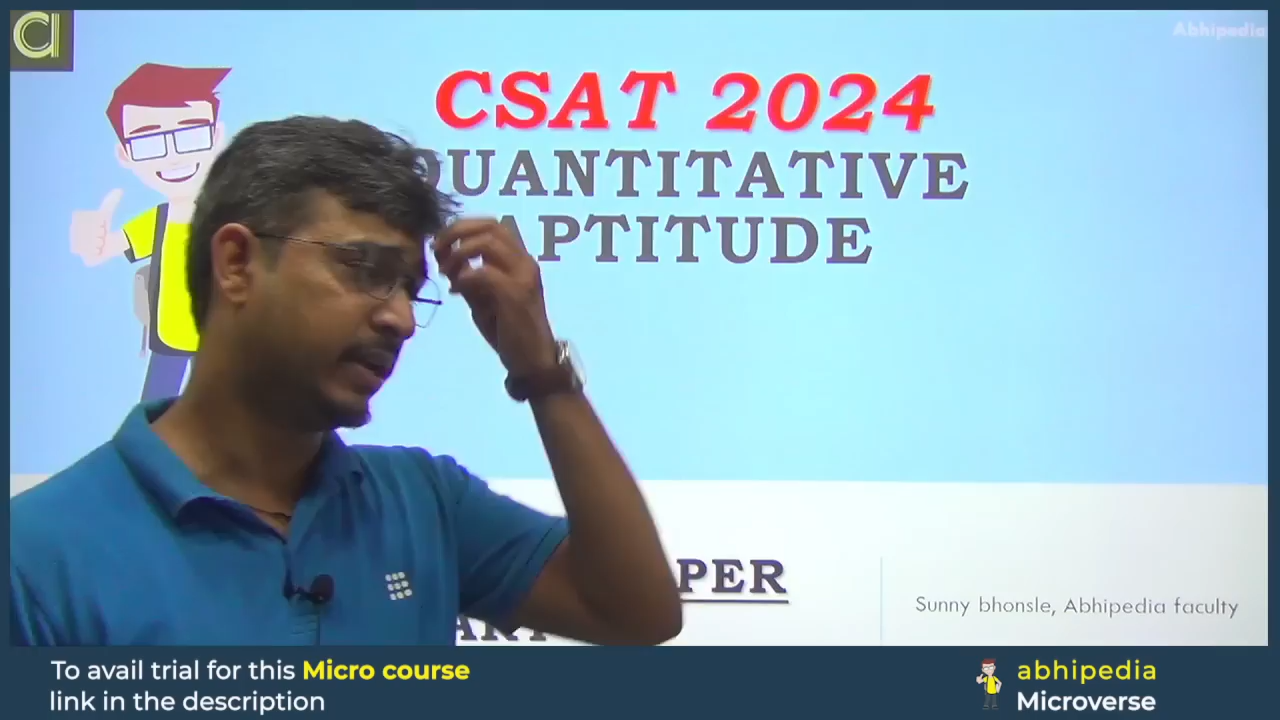 Abhipedia
CSAT 2024
QUANTITATIVE
APTITUDE
PER
Sunny bhonsle, Abhipedia faculty
To avail trial for this Micro course
link in the description
abhipedia
Microverse